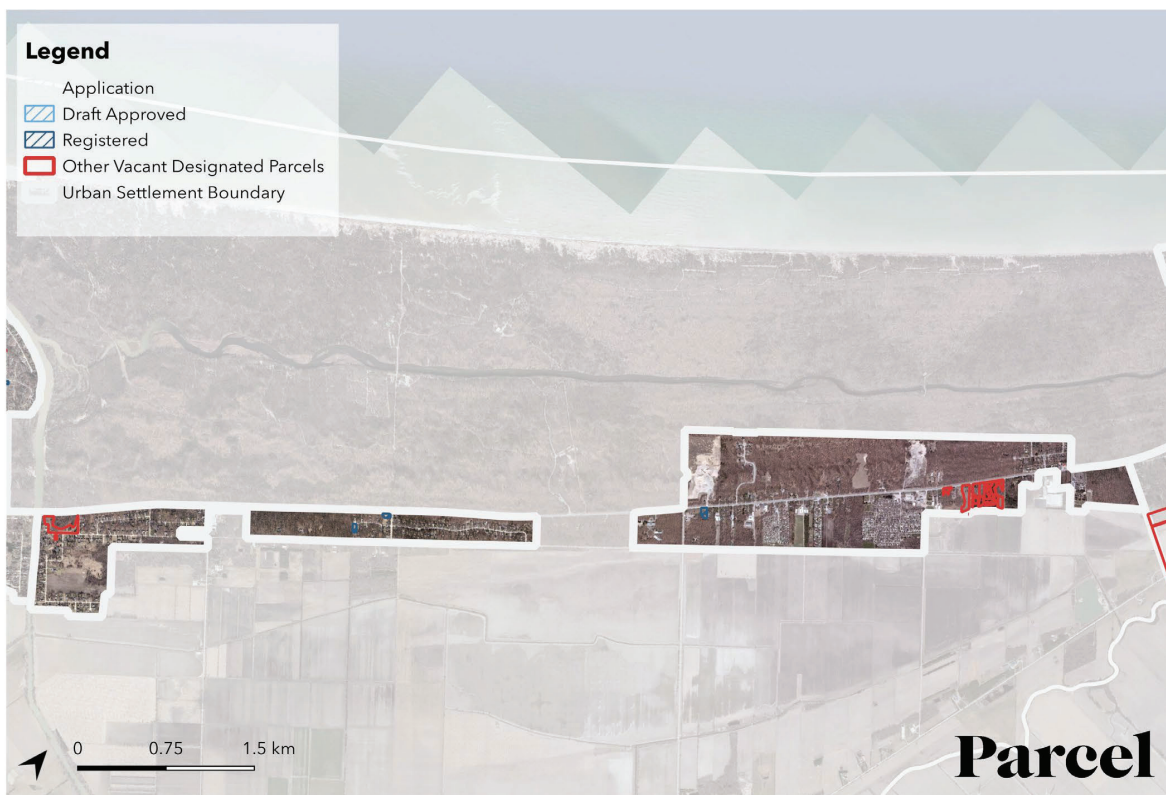 Legend
Application
Draft Approved
Registered
Other Vacant Designated Parcels
Urban Settlement Boundary
0 0.75 1.5 km
Parcel